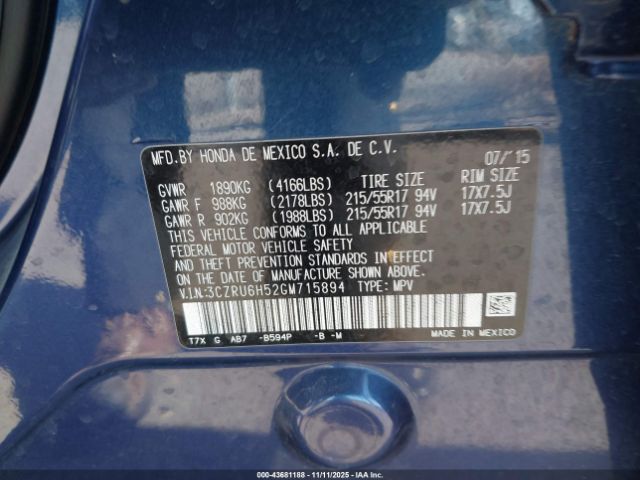 MFD.BY HONDA DE MEXICO S.A. DE C.V. 07/'15
GVWR 1890KG (4166LBS) TIRE SIZE RIM SIZE
GAWR F 988KG (2178LBS) 215/55R17 94V 17X7.5J
GAWR R 902KG (1988LBS) 215/55R17 94V 17X7.5J
THIS VEHICLE CONFORMS TO ALL APPLICABLE
FEDERAL MOTOR VEHICLE SAFETY
AND THEFT PREVENTION STANDARDS IN EFFECT
ON THE DATE OF MANUFACTURE SHOWN ABOVE.
V.I.N:3CZRU6H52GM715894 TYPE: MPV
T7X G AB7 -B594P -B -M MADE IN MEXICO
000-43681188 - 11/11/2025 - IAA Inc.